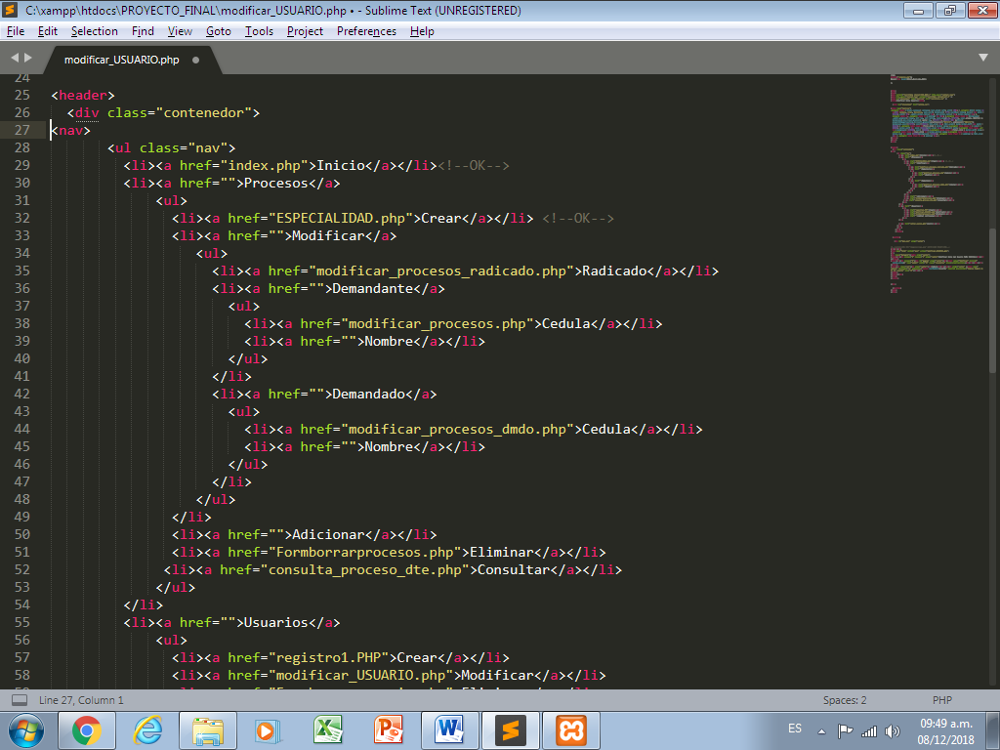 C:\xampp\htdocs\PROYECTO_FINAL\modificar_USUARIO.php • - Sublime Text (UNREGISTERED)
File Edit Selection Find View Goto Tools Project Preferences Help
modificar_USUARIO.php
24
25 <header>
26 <div class="contenedor">
27 <nav>
28 <ul class="nav">
29 <li><a href="index.php">Inicio</a></li><!--OK-->
30 <li><a href="">Procesos</a>
31 <ul>
32 <li><a href="ESPECIALIDAD.php">Crear</a></li> <!--OK-->
33 <li><a href="">Modificar</a>
34 <ul>
35 <li><a href="modificar_procesos_radicado.php">Radicado</a></li>
36 <li><a href="">Demandante</a>
37 <ul>
38 <li><a href="modificar_procesos.php">Cedula</a></li>
39 <li><a href="">Nombre</a></li>
40 </ul>
41 </li>
42 <li><a href="">Demandado</a>
43 <ul>
44 <li><a href="modificar_procesos_dmdo.php">Cedula</a></li>
45 <li><a href="">Nombre</a></li>
46 </ul>
47 </li>
48 </ul>
49 </li>
50 <li><a href="">Adicionar</a></li>
51 <li><a href="Formborrarprocesos.php">Eliminar</a></li>
52 <li><a href="consulta_proceso_dte.php">Consultar</a></li>
53 </ul>
54 </li>
55 <li><a href="">Usuarios</a>
56 <ul>
57 <li><a href="registro1.PHP">Crear</a></li>
58 <li><a href="modificar_USUARIO.php">Modificar</a></li>
Line 27, Column 1 Spaces: 2 PHP
ES 09:49 a.m.
08/12/2018